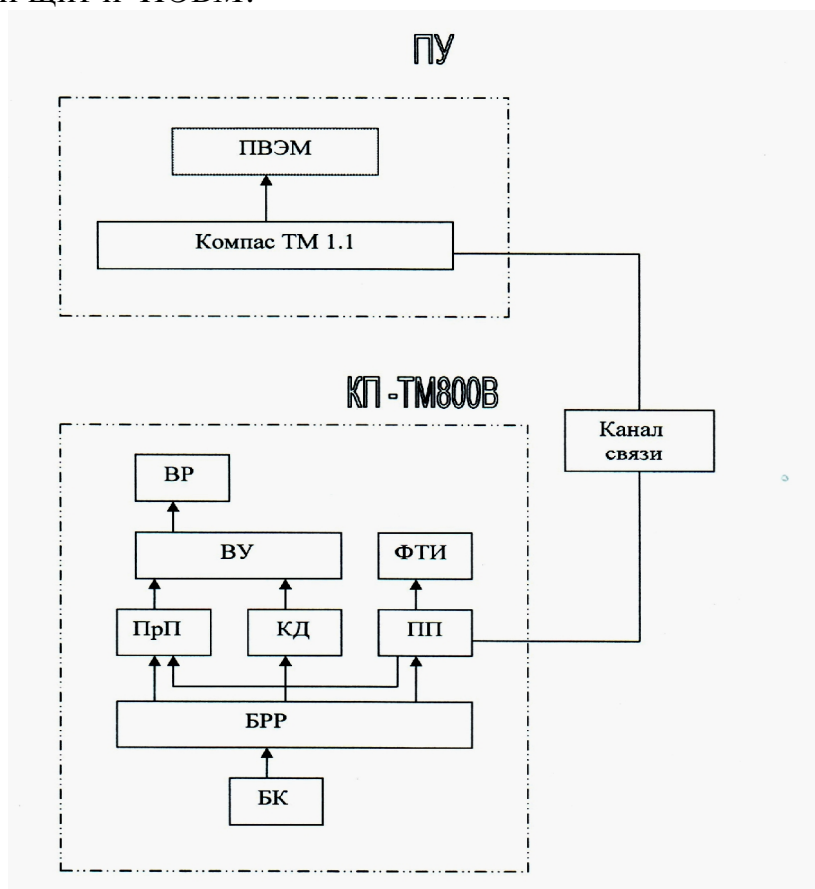 ПУ
ПВЭМ
Компас ТМ 1.1
КП -ТМ800В
Канал
связи
ВР
ВУ
ФТИ
ПрП
КД
ПП
БРР
БК